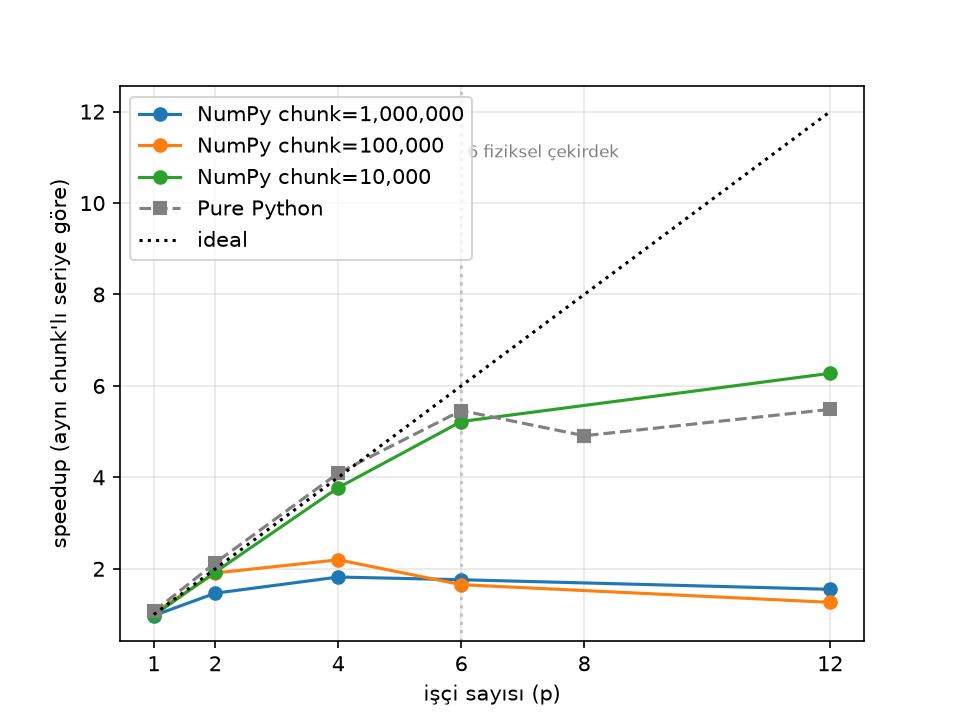 NumPy chunk=1,000,000
NumPy chunk=100,000
NumPy chunk=10,000
Pure Python
ideal
6 fiziksel çekirdek
speedup (aynı chunk'lı seriye göre)
12
10
8
6
4
2
1 2 4 6 8 12
işçi sayısı (p)